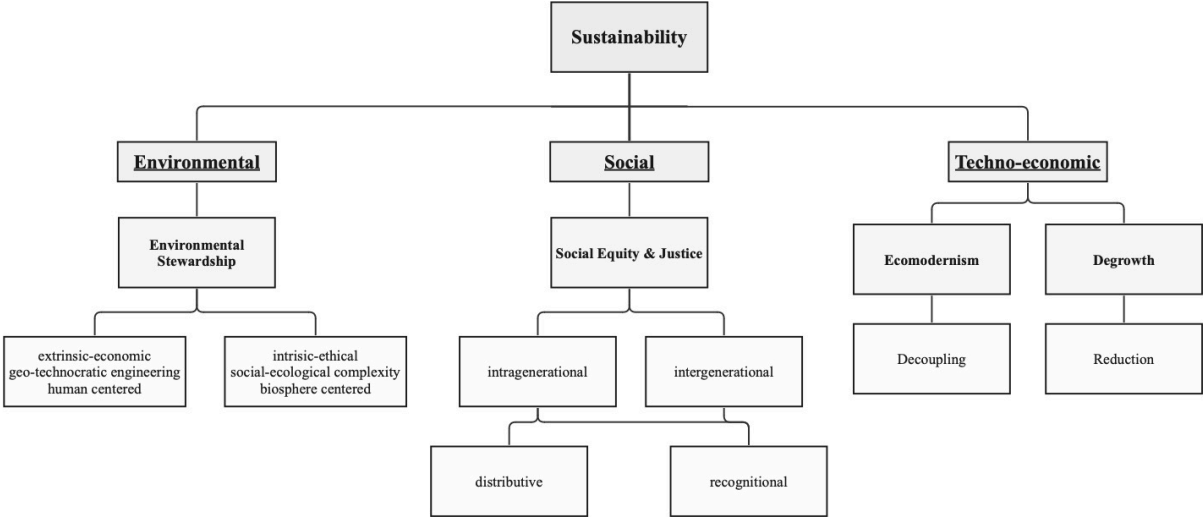 Sustainability
Environmental
Social
Techno-economic
Environmental
Stewardship
Social Equity & Justice
Ecomodernism
Degrowth
extrinsic-economic
geo-technocratic engineering
human centered
intrisic-ethical
social-ecological complexity
biosphere centered
intragenerational
intergenerational
Decoupling
Reduction
distributive
recognitional